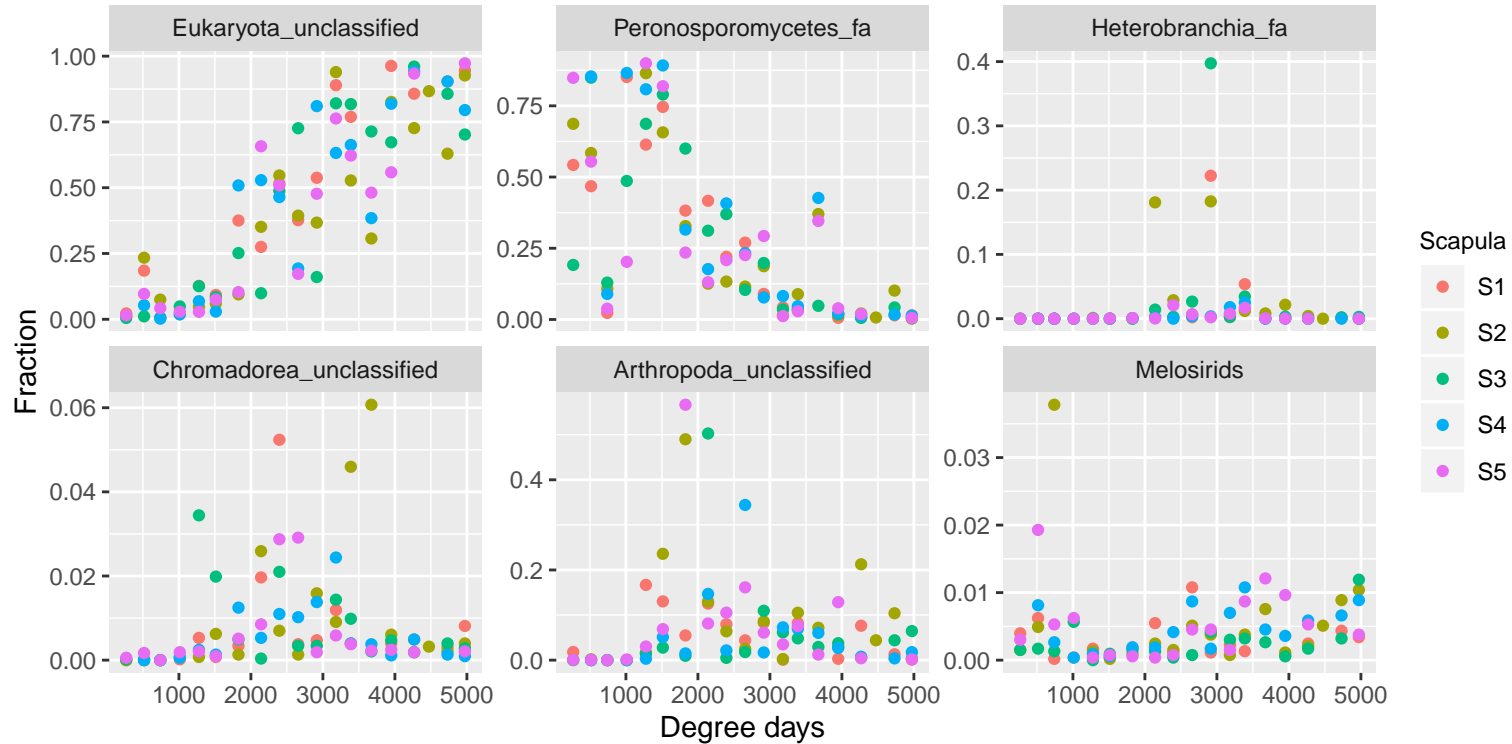 Eukaryota_unclassified Peronosporomycetes_fa Heterobranchia_fa
1.00
0.75
0.50
0.25
0.00
0.75
0.50
0.25
0.00
0.4
0.3
0.2
0.1
0.0
Chromadorea_unclassified Arthropoda_unclassified Melosirids
0.06
0.04
0.02
0.00
0.4
0.2
0.0
0.03
0.02
0.01
0.00
1000 2000 3000 4000 5000 1000 2000 3000 4000 5000 1000 2000 3000 4000 5000
Degree days
Fraction
Scapula
S1
S2
S3
S4
S5